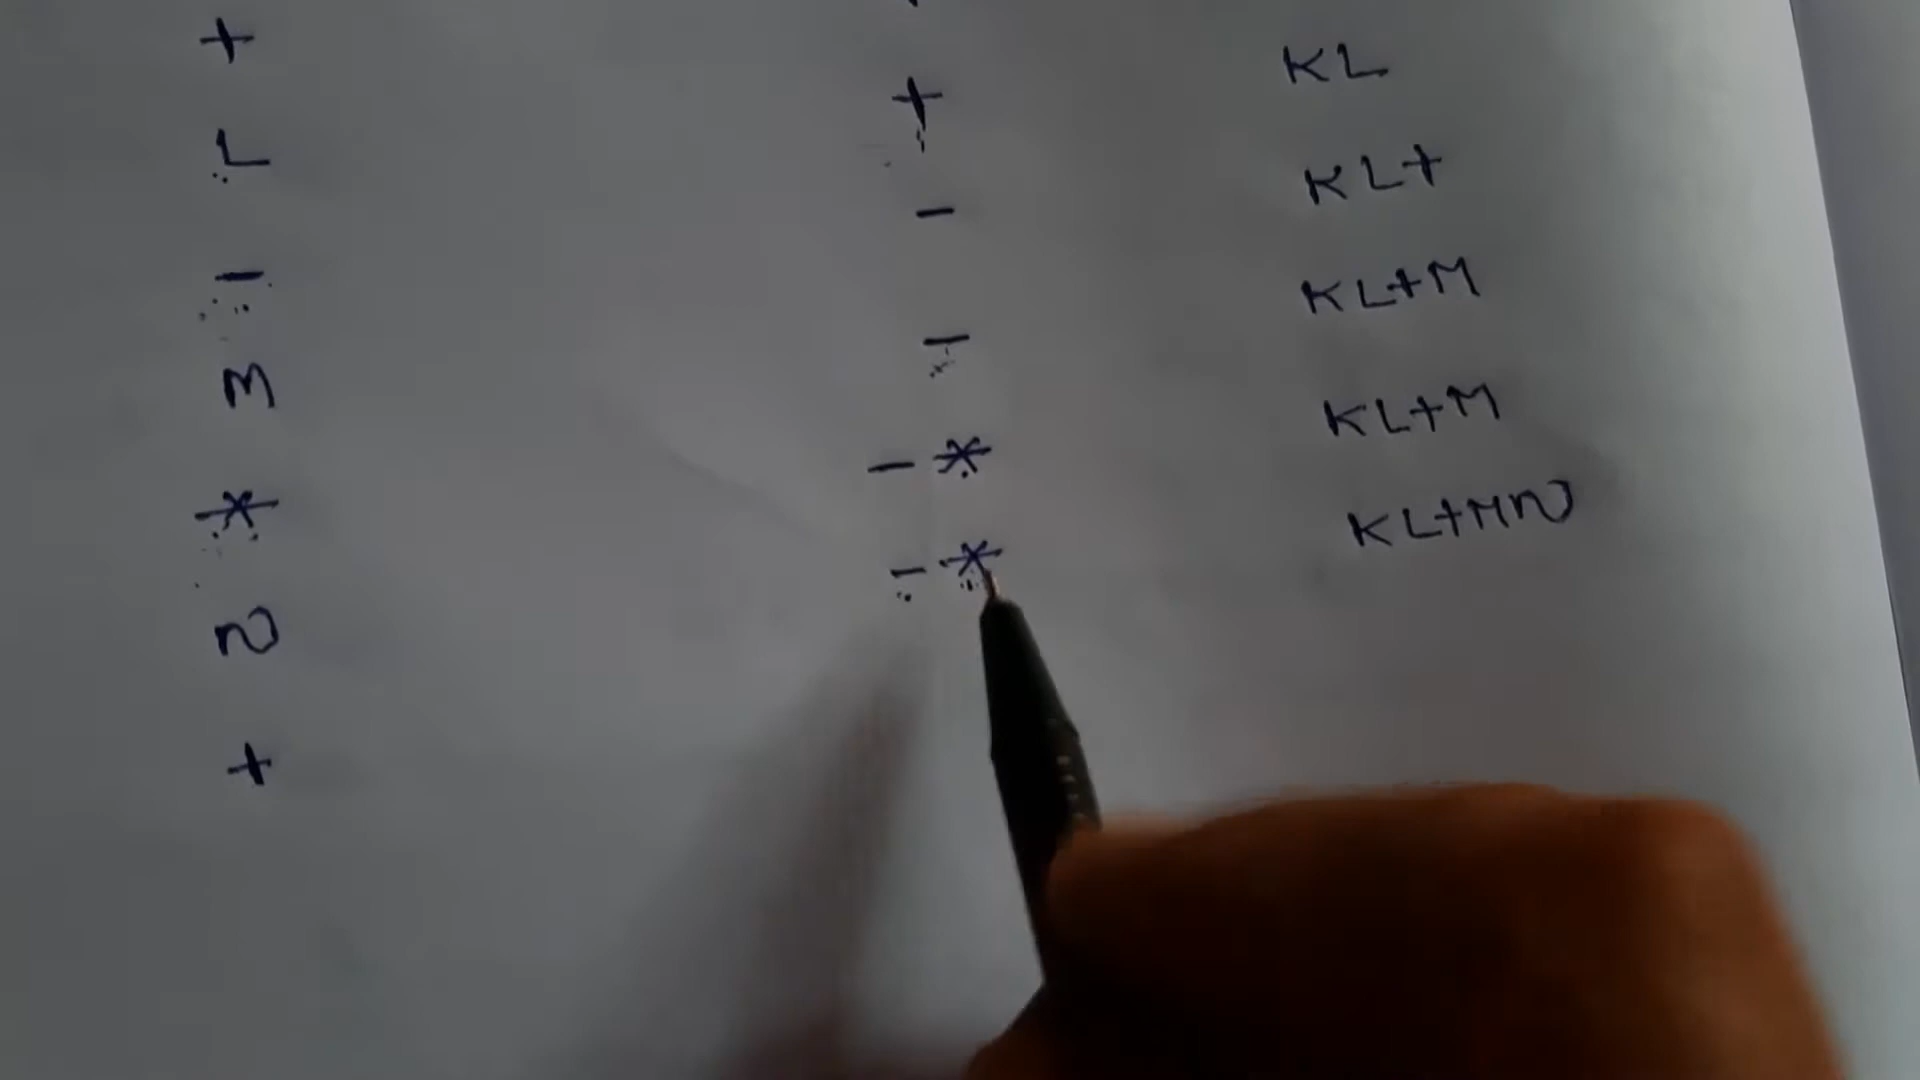 + KL
L + KL+
- - KL+M
M - KL+M
* - * KL+MN
N - *
+